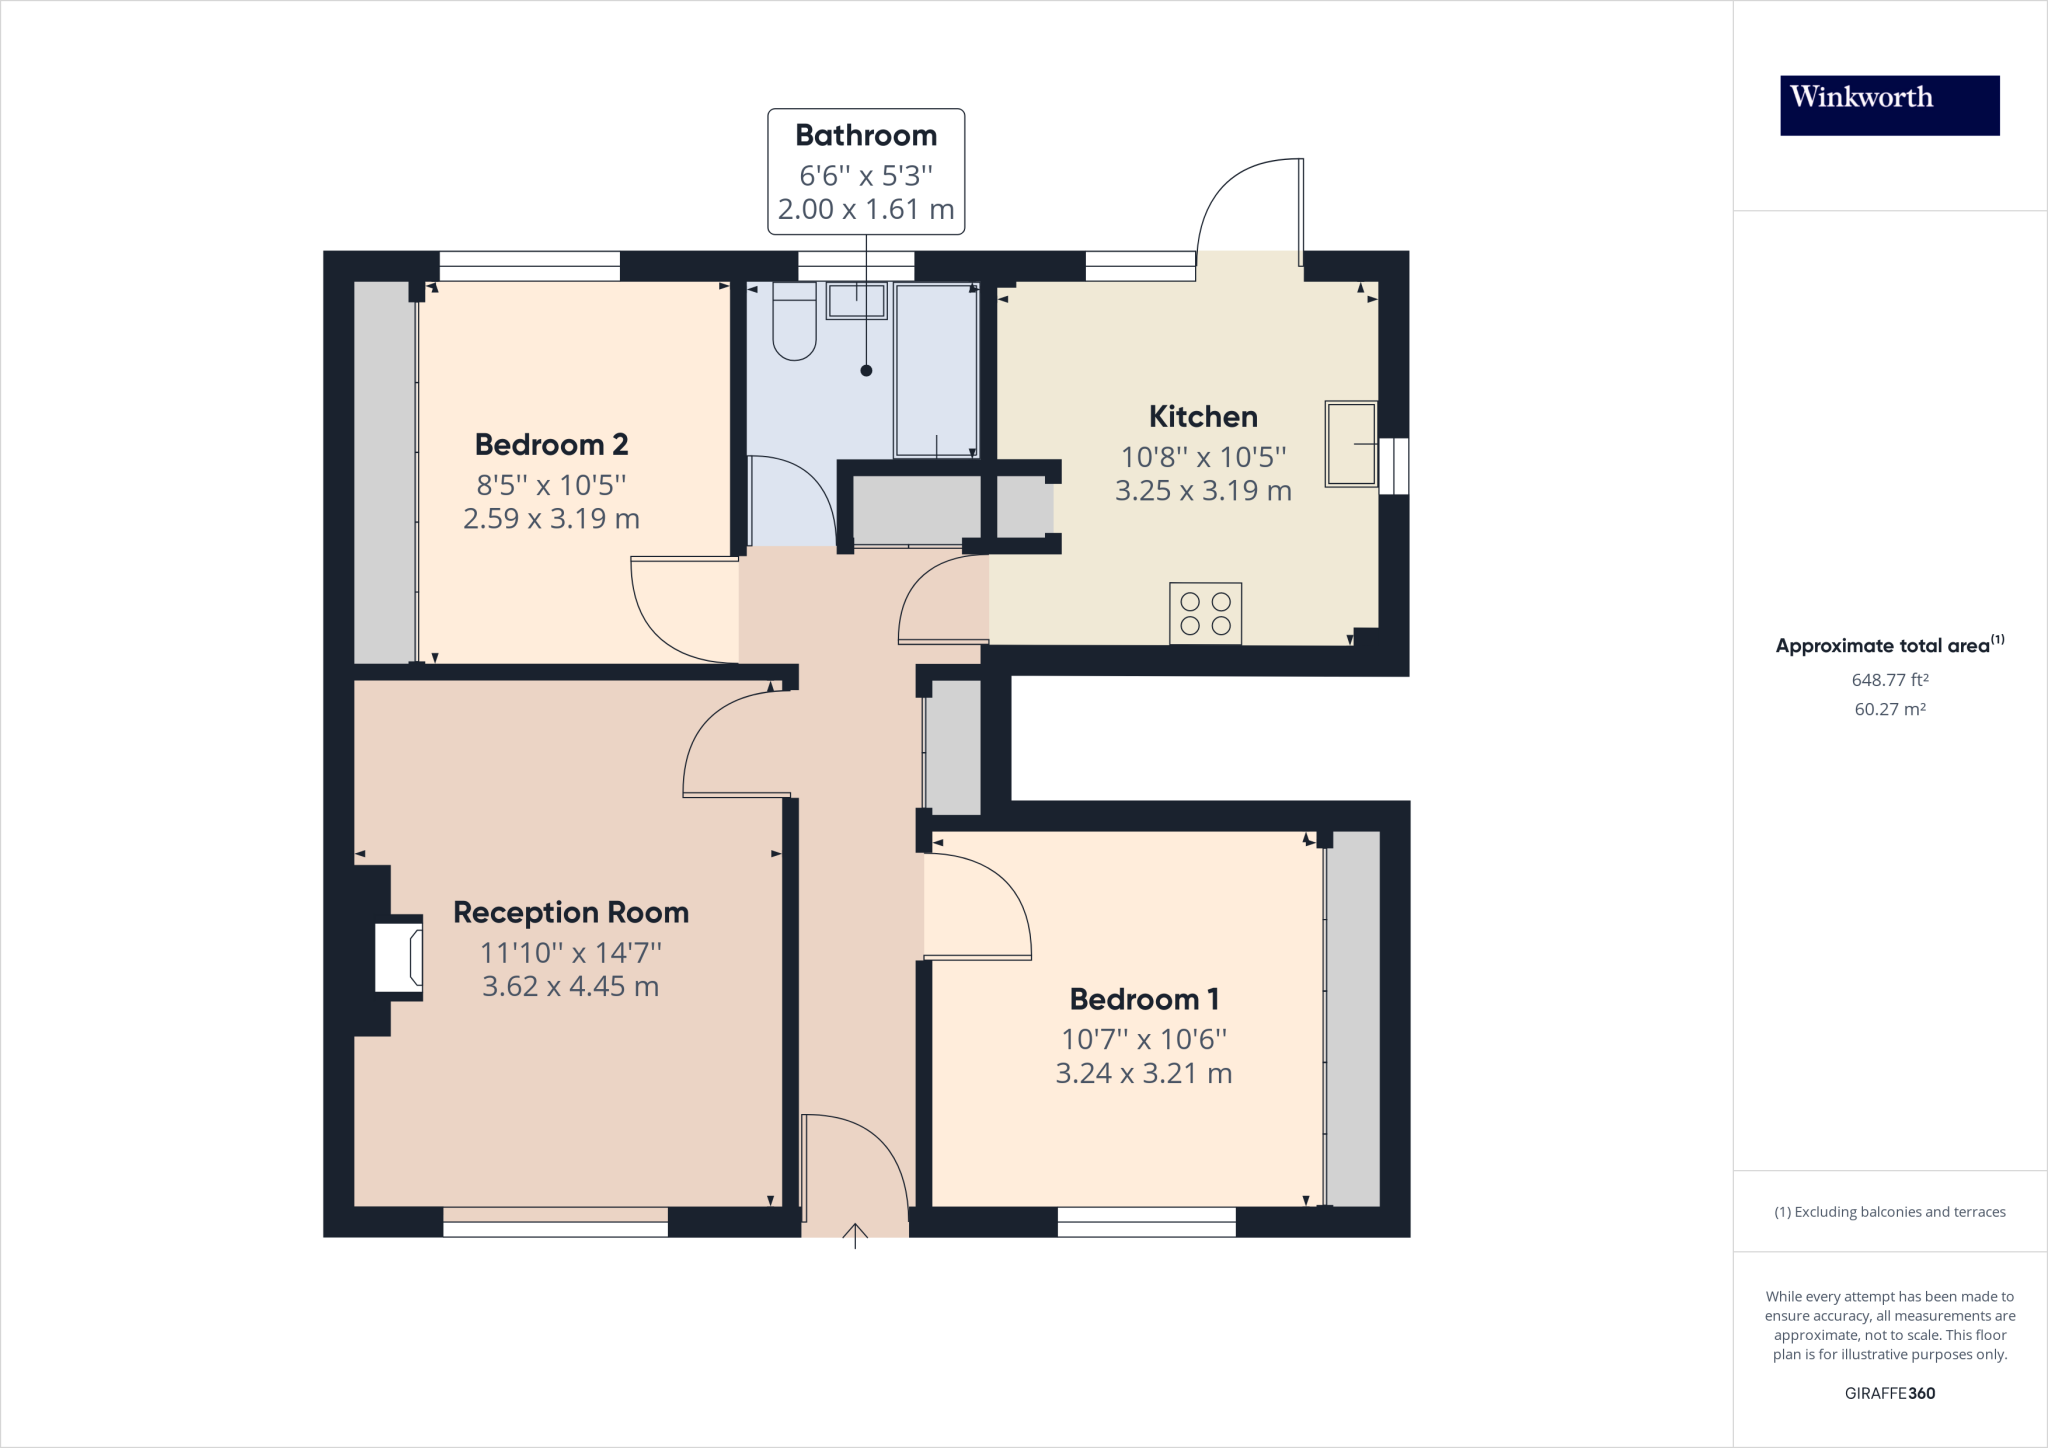 Bathroom
6'6'' x 5'3''
2.00 x 1.61 m
Bedroom 2
8'5'' x 10'5''
2.59 x 3.19 m
Kitchen
10'8'' x 10'5''
3.25 x 3.19 m
Reception Room
11'10'' x 14'7''
3.62 x 4.45 m
Bedroom 1
10'7'' x 10'6''
3.24 x 3.21 m
Winkworth
Approximate total area(1)
648.77 ft²
60.27 m²
(1) Excluding balconies and terraces
While every attempt has been made to
ensure accuracy, all measurements are
approximate, not to scale. This floor
plan is for illustrative purposes only.
GIRAFFE360